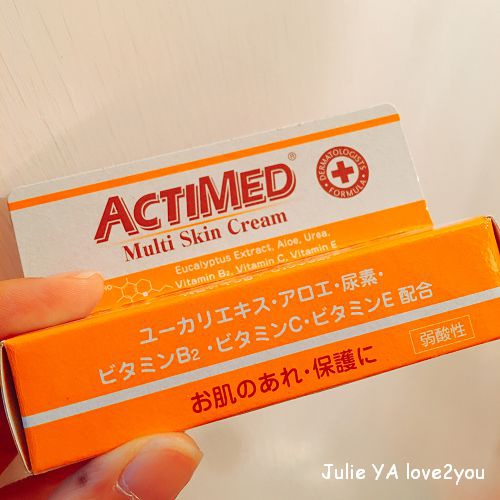 ACTIMED®
DERMATOLOGISTS FORMULA
Multi Skin Cream
Eucalyptus Extract, Aloe, Urea,
Vitamin B2, Vitamin C, Vitamin E
ユーカリエキス・アロエ・尿素・
ビタミンB2・ビタミンC・ビタミンE 配合
弱酸性
お肌のあれ・保護に
Julie YA love2you